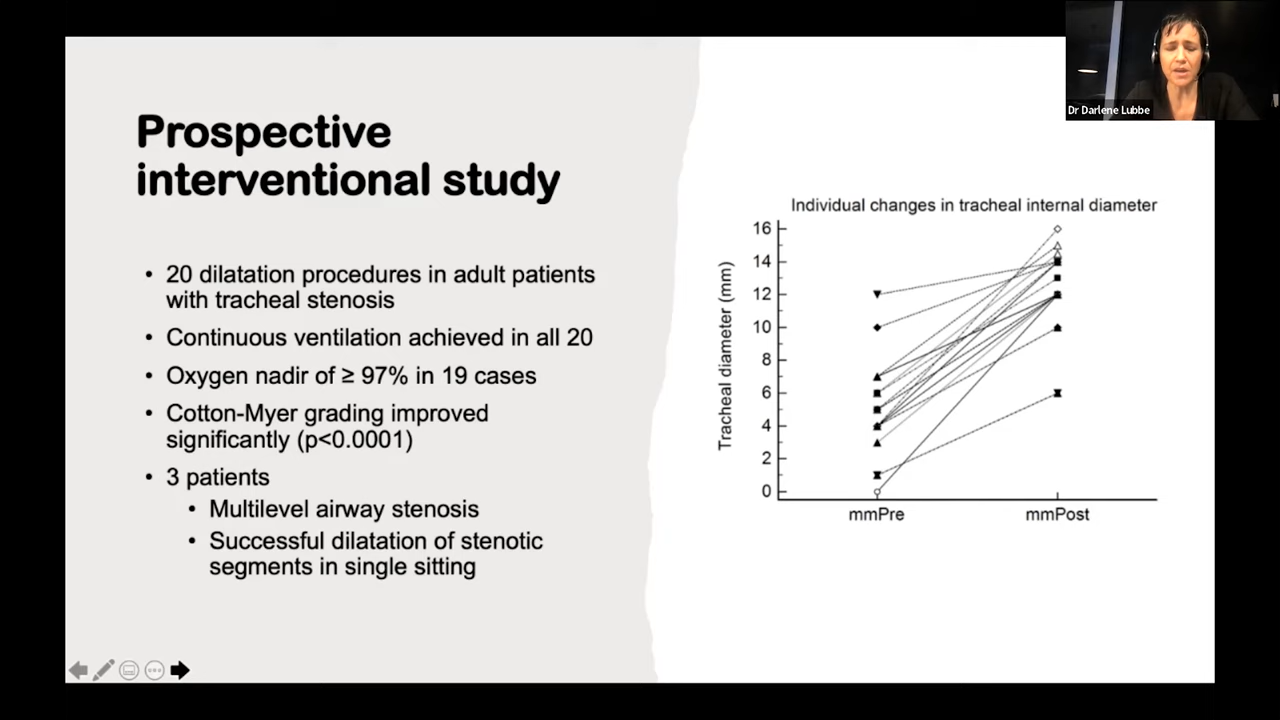 Prospective
interventional study
• 20 dilatation procedures in adult patients
with tracheal stenosis
• Continuous ventilation achieved in all 20
• Oxygen nadir of ≥ 97% in 19 cases
• Cotton-Myer grading improved
significantly (p<0.0001)
• 3 patients
• Multilevel airway stenosis
• Successful dilatation of stenotic
segments in single sitting
Dr Darlene Lubbe
Individual changes in tracheal internal diameter
Tracheal diameter (mm)
16
14
12
10
8
6
4
2
0
mmPre mmPost